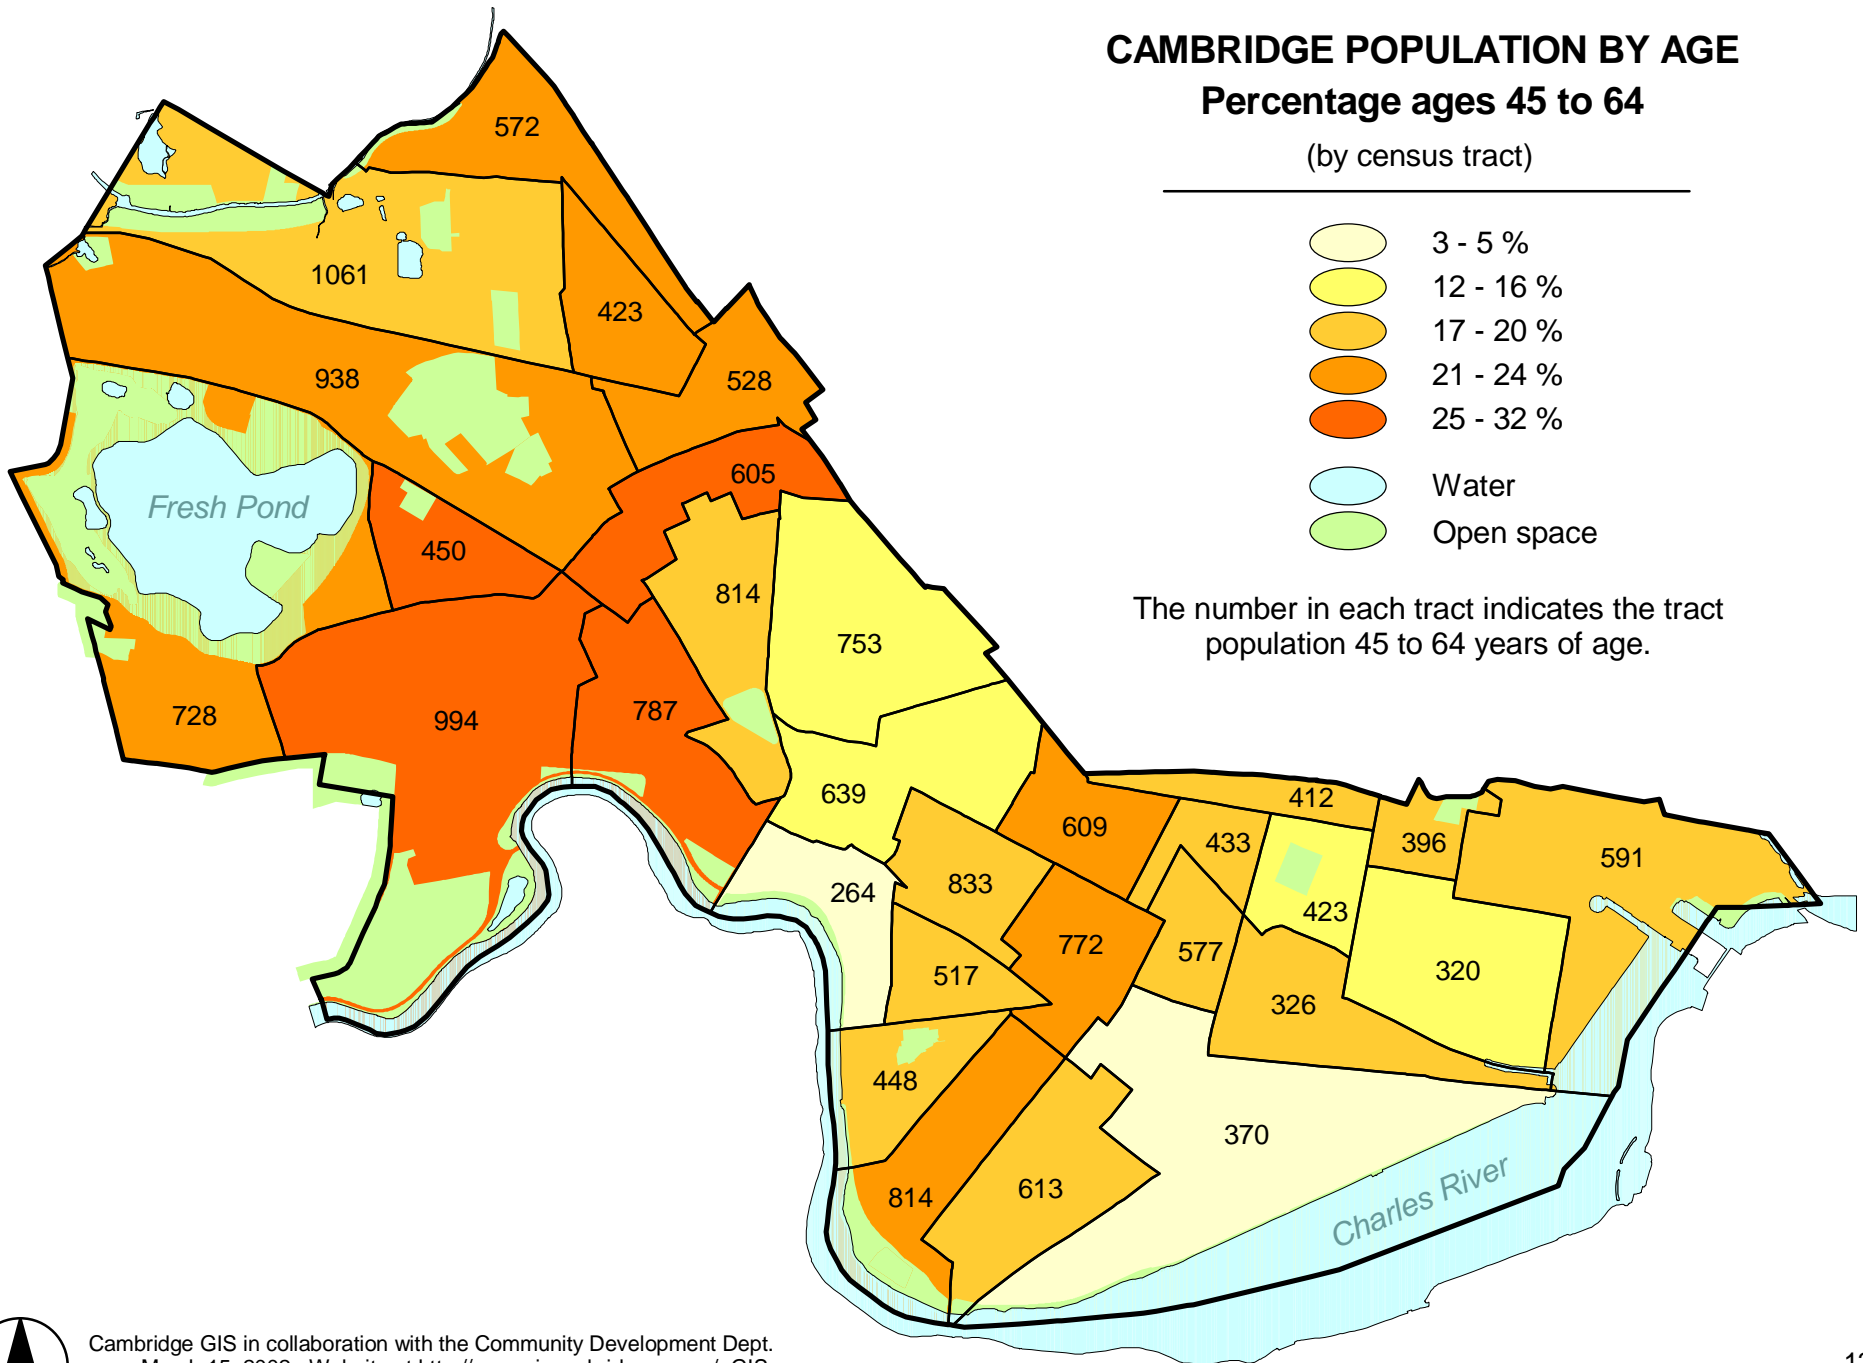 CAMBRIDGE POPULATION BY AGE
Percentage ages 45 to 64
(by census tract)
3 - 5 %
12 - 16 %
17 - 20 %
21 - 24 %
25 - 32 %
Water
Open space
The number in each tract indicates the tract
population 45 to 64 years of age.
572
1061
423
938
528
605
Fresh Pond
450
814
753
728
994
787
639
412
609
433
396
591
264
833
423
772
577
517
320
326
448
370
613
814
Charles River
Cambridge GIS in collaboration with the Community Development Dept.